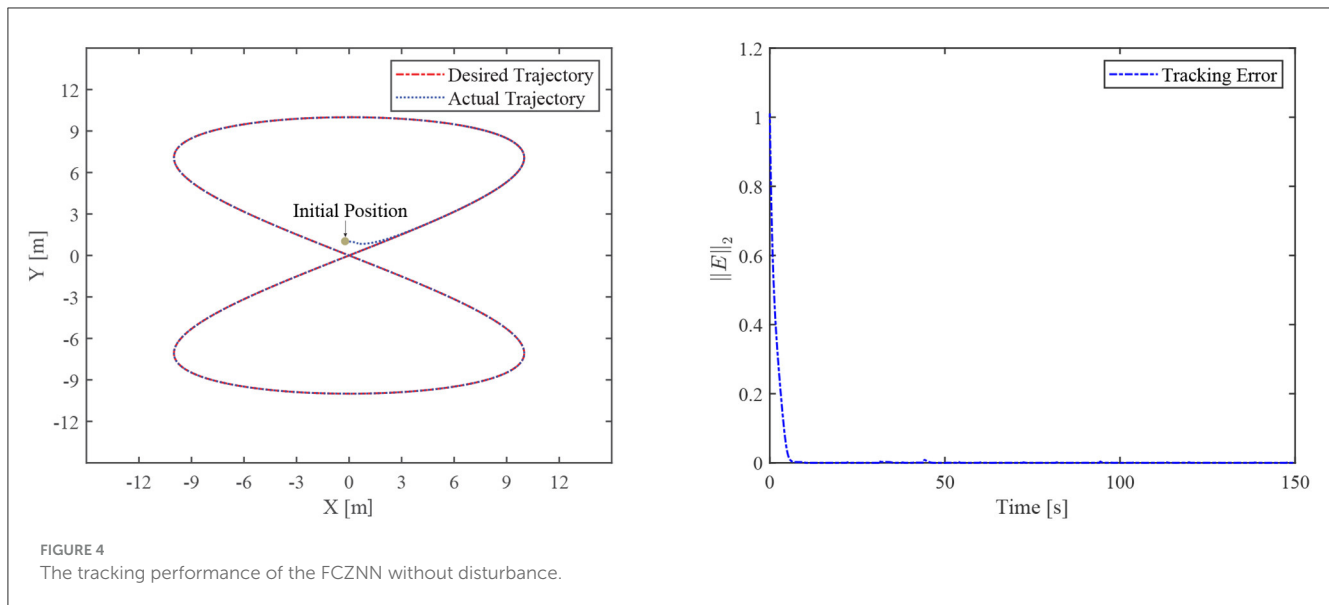 12
9
6
3
0
-3
-6
-9
-12
Y [m]
Desired Trajectory
Actual Trajectory
Initial Position
-12 -9 -6 -3 0 3 6 9 12
X [m]
1.2
1
0.8
0.6
0.4
0.2
0
||E||₂
Tracking Error
0 50 100 150
Time [s]
FIGURE 4
The tracking performance of the FCZNN without disturbance.